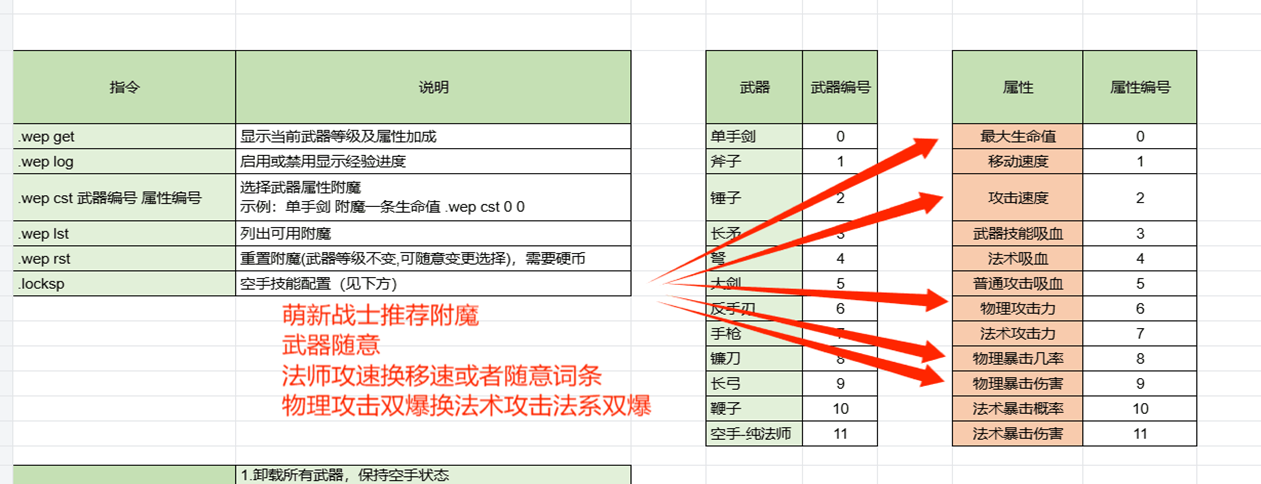 指令 说明
.wep get 显示当前武器等级及属性加成
.wep log 启用或禁用显示经验进度
.wep cst 武器编号 属性编号 选择武器属性附魔
示例：单手剑 附魔一条生命值 .wep cst 0 0
.wep lst 列出可用附魔
.wep rst 重置附魔(武器等级不变,可随意变更选择)，需要硬币
.locksp 空手技能配置（见下方）
萌新战士推荐附魔
武器随意
法师攻速换移速或者随意词条
物理攻击双爆换法术攻击法系双爆
1.卸载所有武器，保持空手状态
武器 武器编号
单手剑 0
斧子 1
锤子 2
长矛 3
弩 4
大剑 5
反手刃 6
手枪 7
镰刀 8
长弓 9
鞭子 10
空手-纯法师 11
属性 属性编号
最大生命值 0
移动速度 1
攻击速度 2
武器技能吸血 3
法术吸血 4
普通攻击吸血 5
物理攻击力 6
法术攻击力 7
物理暴击几率 8
物理暴击伤害 9
法术暴击概率 10
法术暴击伤害 11